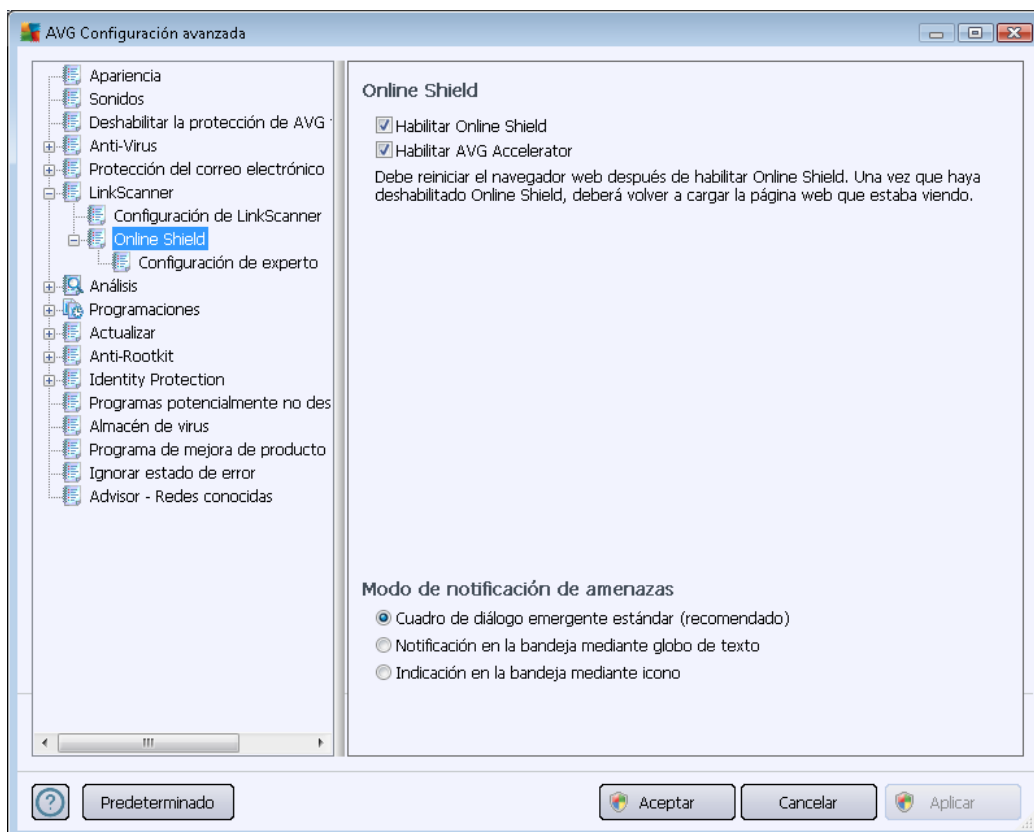 AVG Configuración avanzada
Apariencia
Sonidos
Deshabilitar la protección de AVG
Anti-Virus
Protección del correo electrónico
LinkScanner
Configuración de LinkScanner
Online Shield
Configuración de experto
Análisis
Programaciones
Actualizar
Anti-Rootkit
Identity Protection
Programas potencialmente no des
Almacén de virus
Programa de mejora de producto
Ignorar estado de error
Advisor - Redes conocidas
Online Shield
Habilitar Online Shield
Habilitar AVG Accelerator
Debe reiniciar el navegador web después de habilitar Online Shield. Una vez que haya
deshabilitado Online Shield, deberá volver a cargar la página web que estaba viendo.
Modo de notificación de amenazas
Cuadro de diálogo emergente estándar (recomendado)
Notificación en la bandeja mediante globo de texto
Indicación en la bandeja mediante icono
Predeterminado
Aceptar
Cancelar
Aplicar